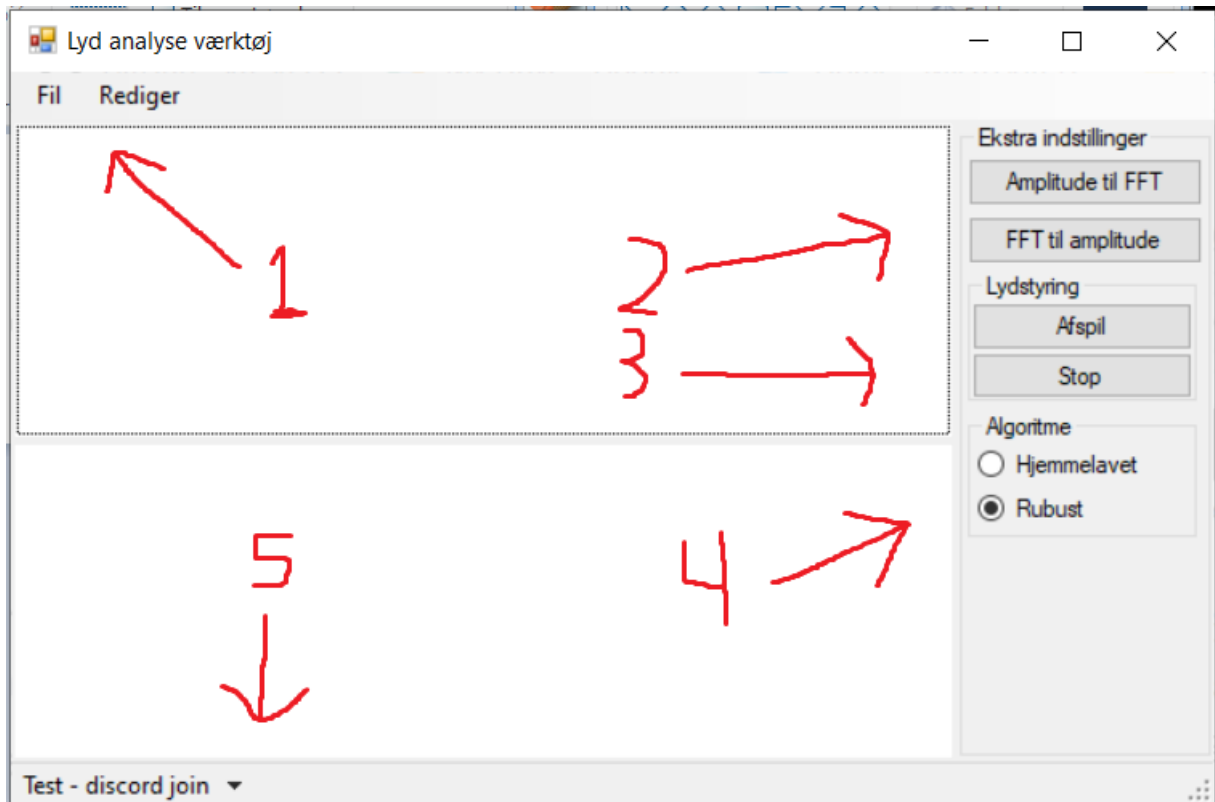 Lyd analyse værktøj
Fil Rediger
Ekstra indstillinger
Amplitude til FFT
FFT til amplitude
Lydstyring
Afspil
Stop
Algoritme
Hjemmelavet
Rubust
1
2
3
4
5
Test - discord join